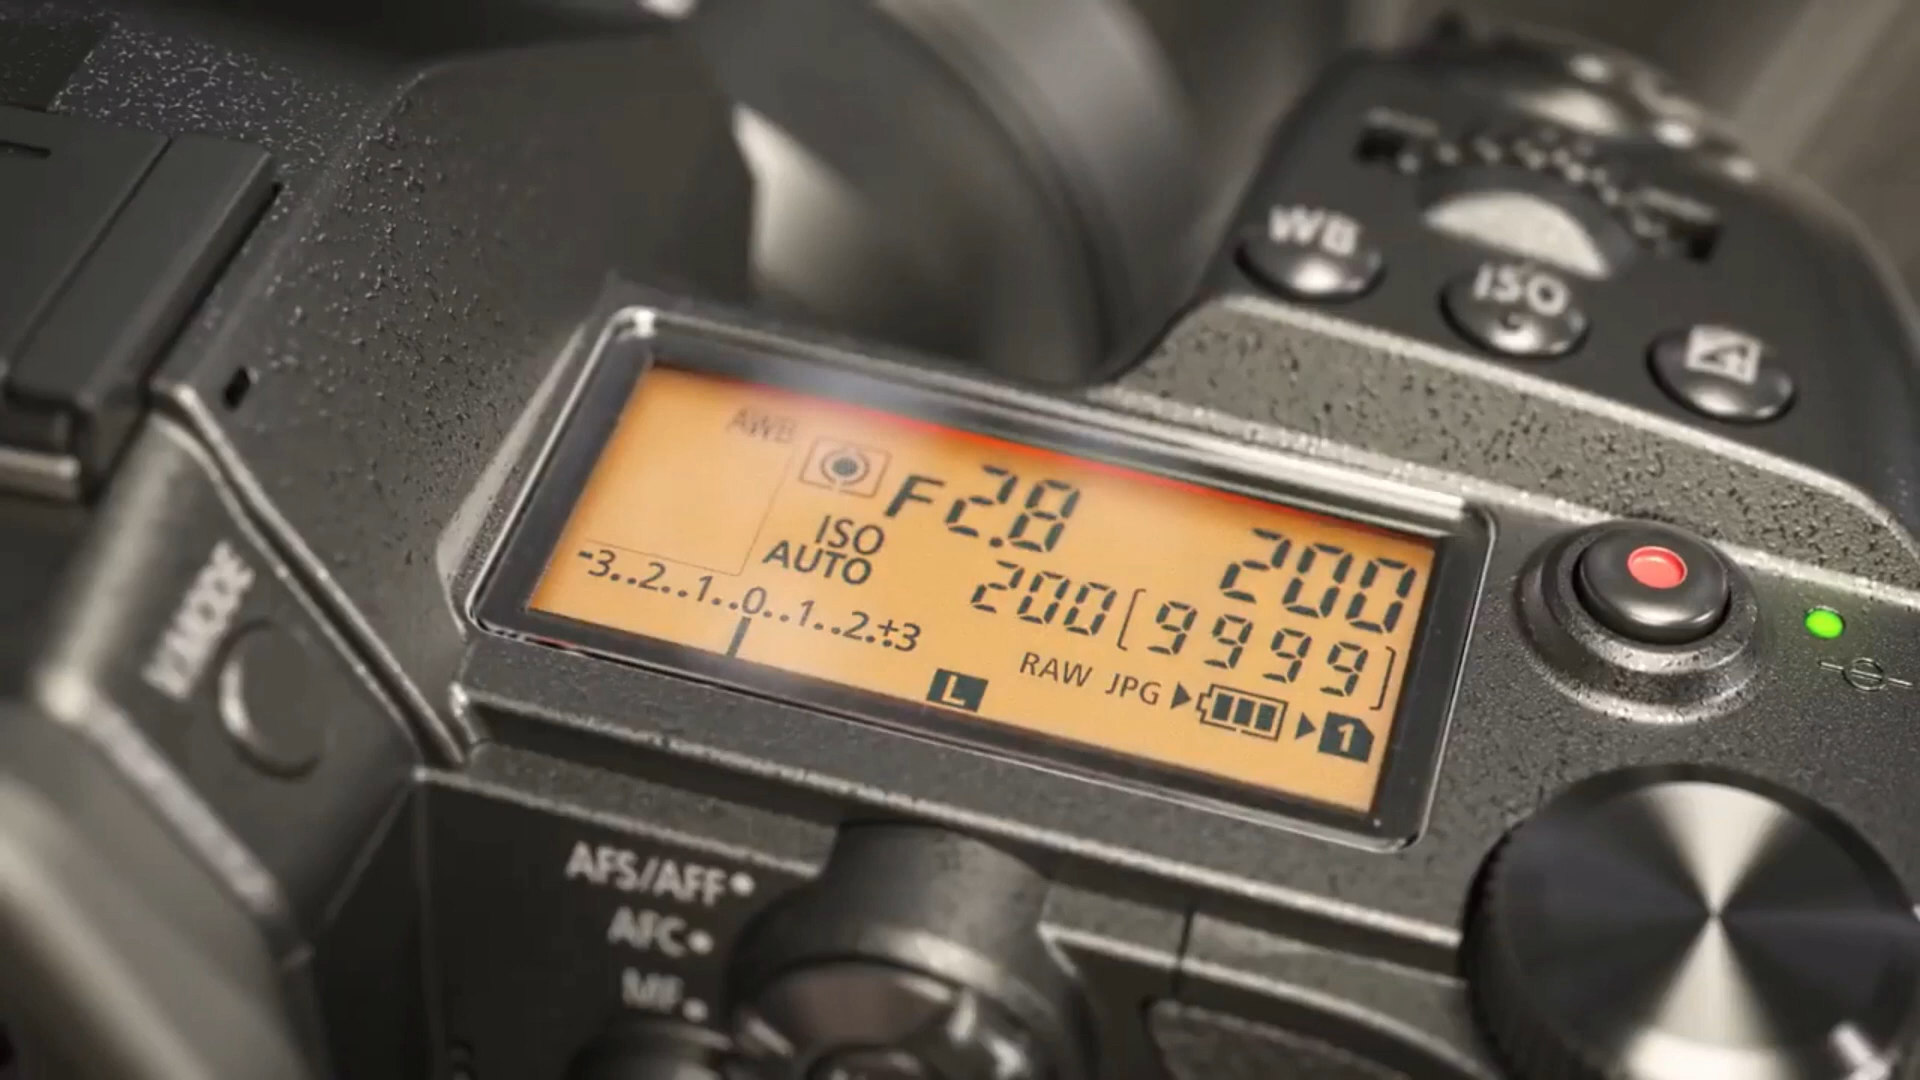 WB
ISO
AWB
F2.8
200
ISO
AUTO
200[9999]
-3..2..1..0..1..2.+3
RAW JPG
L
1
V.MODE
AFS/AFF
AFC
MF